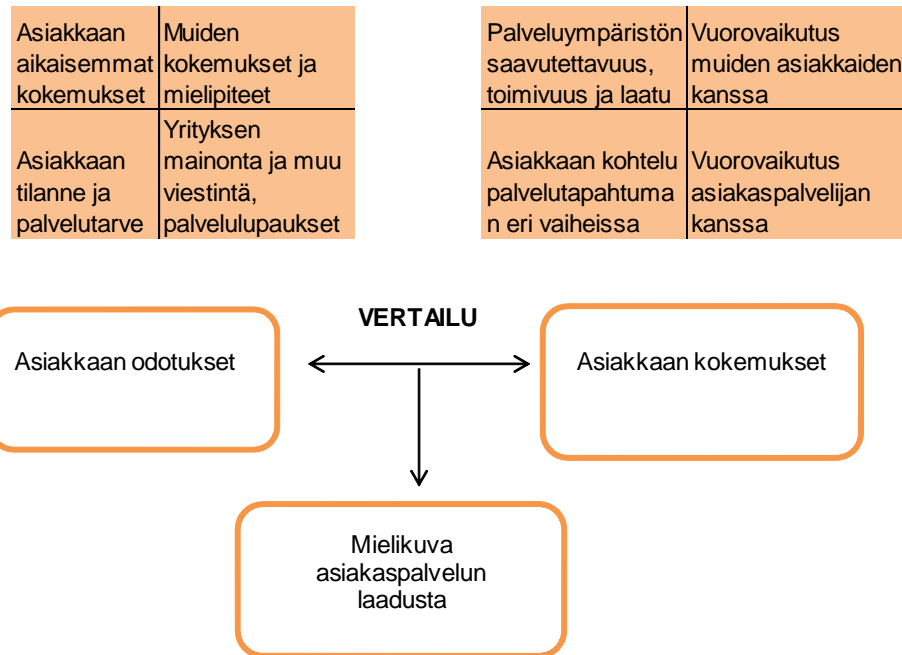 Asiakkaan
aikaisemmat
kokemukset
Muiden
kokemukset ja
mielipiteet
Asiakkaan
tilanne ja
palvelutarve
Yrityksen
mainonta ja muu
viestintä,
palvelulupaukset
Palveluympäristön
saavutettavuus,
toimivuus ja laatu
Vuorovaikutus
muiden asiakkaiden
kanssa
Asiakkaan kohtelu
palvelutapahtuma
n eri vaiheissa
Vuorovaikutus
asiakaspalvelijan
kanssa
VERTAILU
Asiakkaan odotukset
Asiakkaan kokemukset
Mielikuva
asiakaspalvelun
laadusta